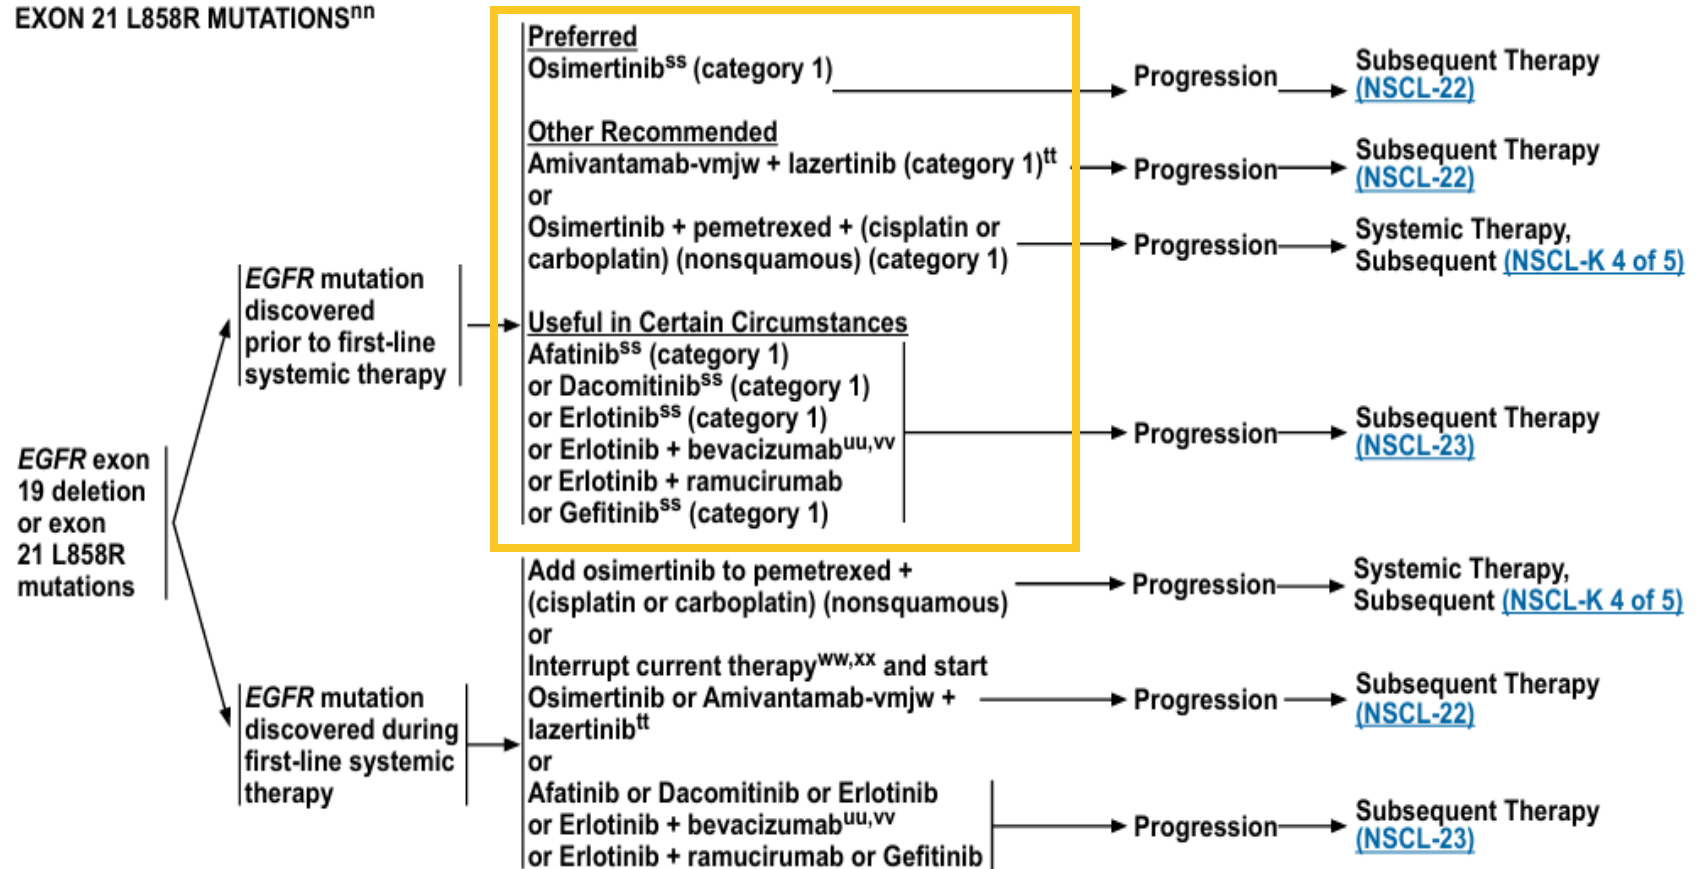 EXON 21 L858R MUTATIONSnn
EGFR exon
19 deletion
or exon
21 L858R
mutations
EGFR mutation
discovered
prior to first-line
systemic therapy
Preferred
Osimertinibss (category 1)
Progression
Subsequent Therapy
(NSCL-22)
Other Recommended
Amivantamab-vmjw + lazertinib (category 1)tt
Progression
Subsequent Therapy
(NSCL-22)
or
Osimertinib + pemetrexed + (cisplatin or
carboplatin) (nonsquamous) (category 1)
Progression
Systemic Therapy,
Subsequent (NSCL-K 4 of 5)
Useful in Certain Circumstances
Afatinibss (category 1)
or Dacomitinibss (category 1)
or Erlotinibss (category 1)
or Erlotinib + bevacizumabuu,vv
or Erlotinib + ramucirumab
or Gefitinibss (category 1)
Progression
Subsequent Therapy
(NSCL-23)
EGFR mutation
discovered during
first-line systemic
therapy
Add osimertinib to pemetrexed +
(cisplatin or carboplatin) (nonsquamous)
Progression
Systemic Therapy,
Subsequent (NSCL-K 4 of 5)
or
Interrupt current therapyww,xx and start
Osimertinib or Amivantamab-vmjw +
lazertinibtt
Progression
Subsequent Therapy
(NSCL-22)
or
Afatinib or Dacomitinib or Erlotinib
or Erlotinib + bevacizumabuu,vv
or Erlotinib + ramucirumab or Gefitinib
Progression
Subsequent Therapy
(NSCL-23)